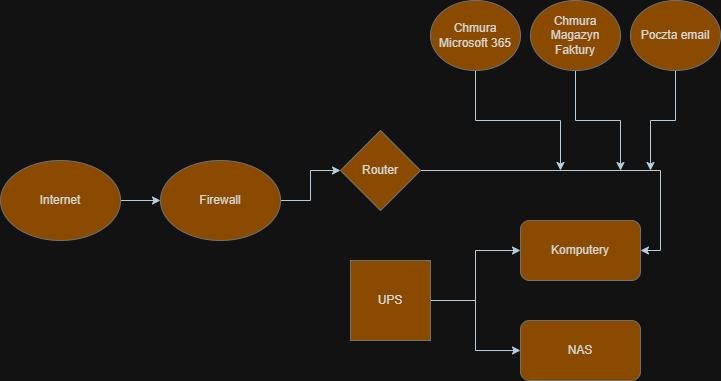 Chmura
Microsoft 365
Chmura
Magazyn
Faktury
Poczta email
Router
Internet
Firewall
Komputery
UPS
NAS